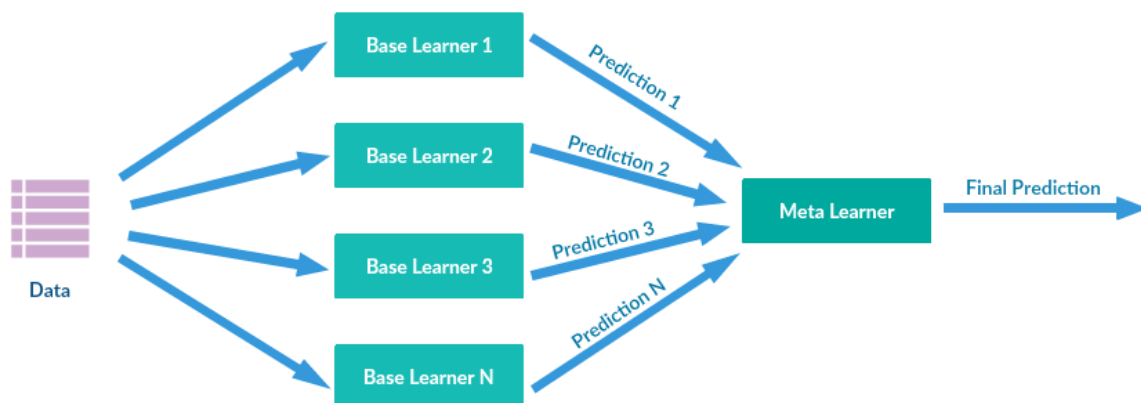 Base Learner 1
Prediction 1
Base Learner 2
Prediction 2
Meta Learner
Final Prediction
Data
Base Learner 3
Prediction 3
Base Learner N
Prediction N